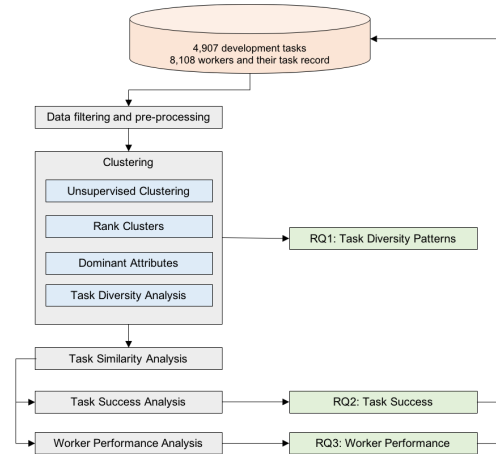 4,907 development tasks
8,108 workers and their task record
Data filtering and pre-processing
Clustering
Unsupervised Clustering
Rank Clusters
Dominant Attributes
Task Diversity Analysis
RQ1: Task Diversity Patterns
Task Similarity Analysis
Task Success Analysis
RQ2: Task Success
Worker Performance Analysis
RQ3: Worker Performance